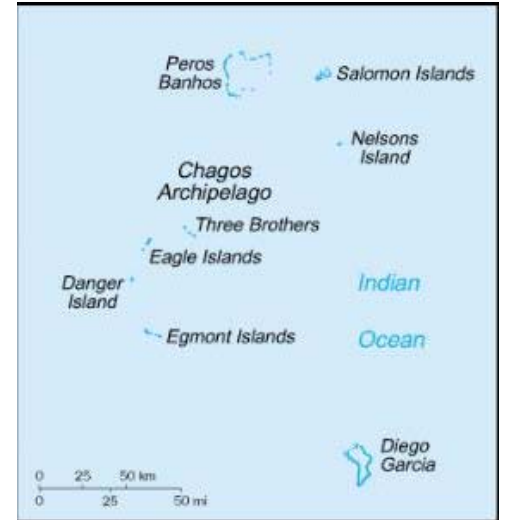 Peros
Banhos
Salomon Islands
Nelsons
Island
Chagos
Archipelago
Three Brothers
Eagle Islands
Danger
Island
Indian
Egmont Islands
Ocean
Diego
Garcia
0 25 50 km
0 25 50 mi